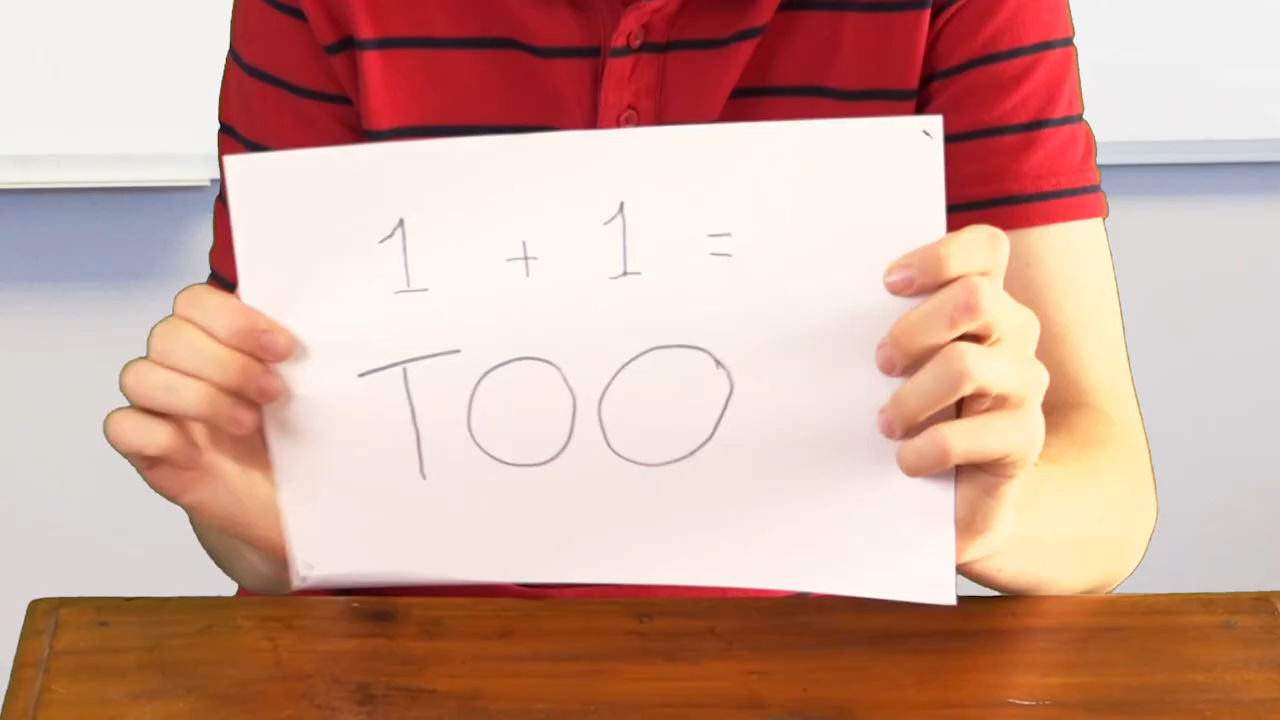 1 + 1 =
TOO